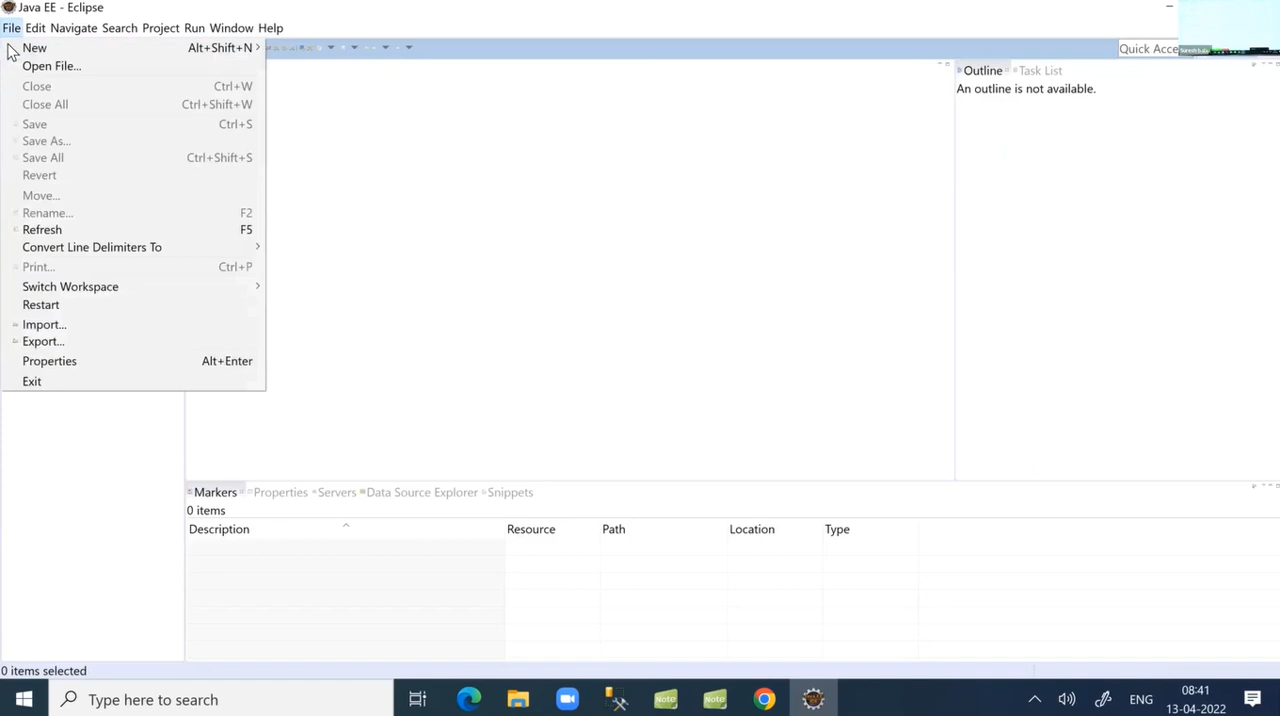 Java EE - Eclipse
File Edit Navigate Search Project Run Window Help
New Alt+Shift+N
Quick Acce
Open File...
Close Ctrl+W
Close All Ctrl+Shift+W
Save Ctrl+S
Save As...
Save All Ctrl+Shift+S
Revert
Move...
Rename... F2
Refresh F5
Convert Line Delimiters To
Print... Ctrl+P
Switch Workspace
Restart
Import...
Export...
Properties Alt+Enter
Exit
Outline Task List
An outline is not available.
Markers Properties Servers Data Source Explorer Snippets
0 items
Description Resource Path Location Type
0 items selected
Type here to search
Note Note
ENG
08:41
13-04-2022